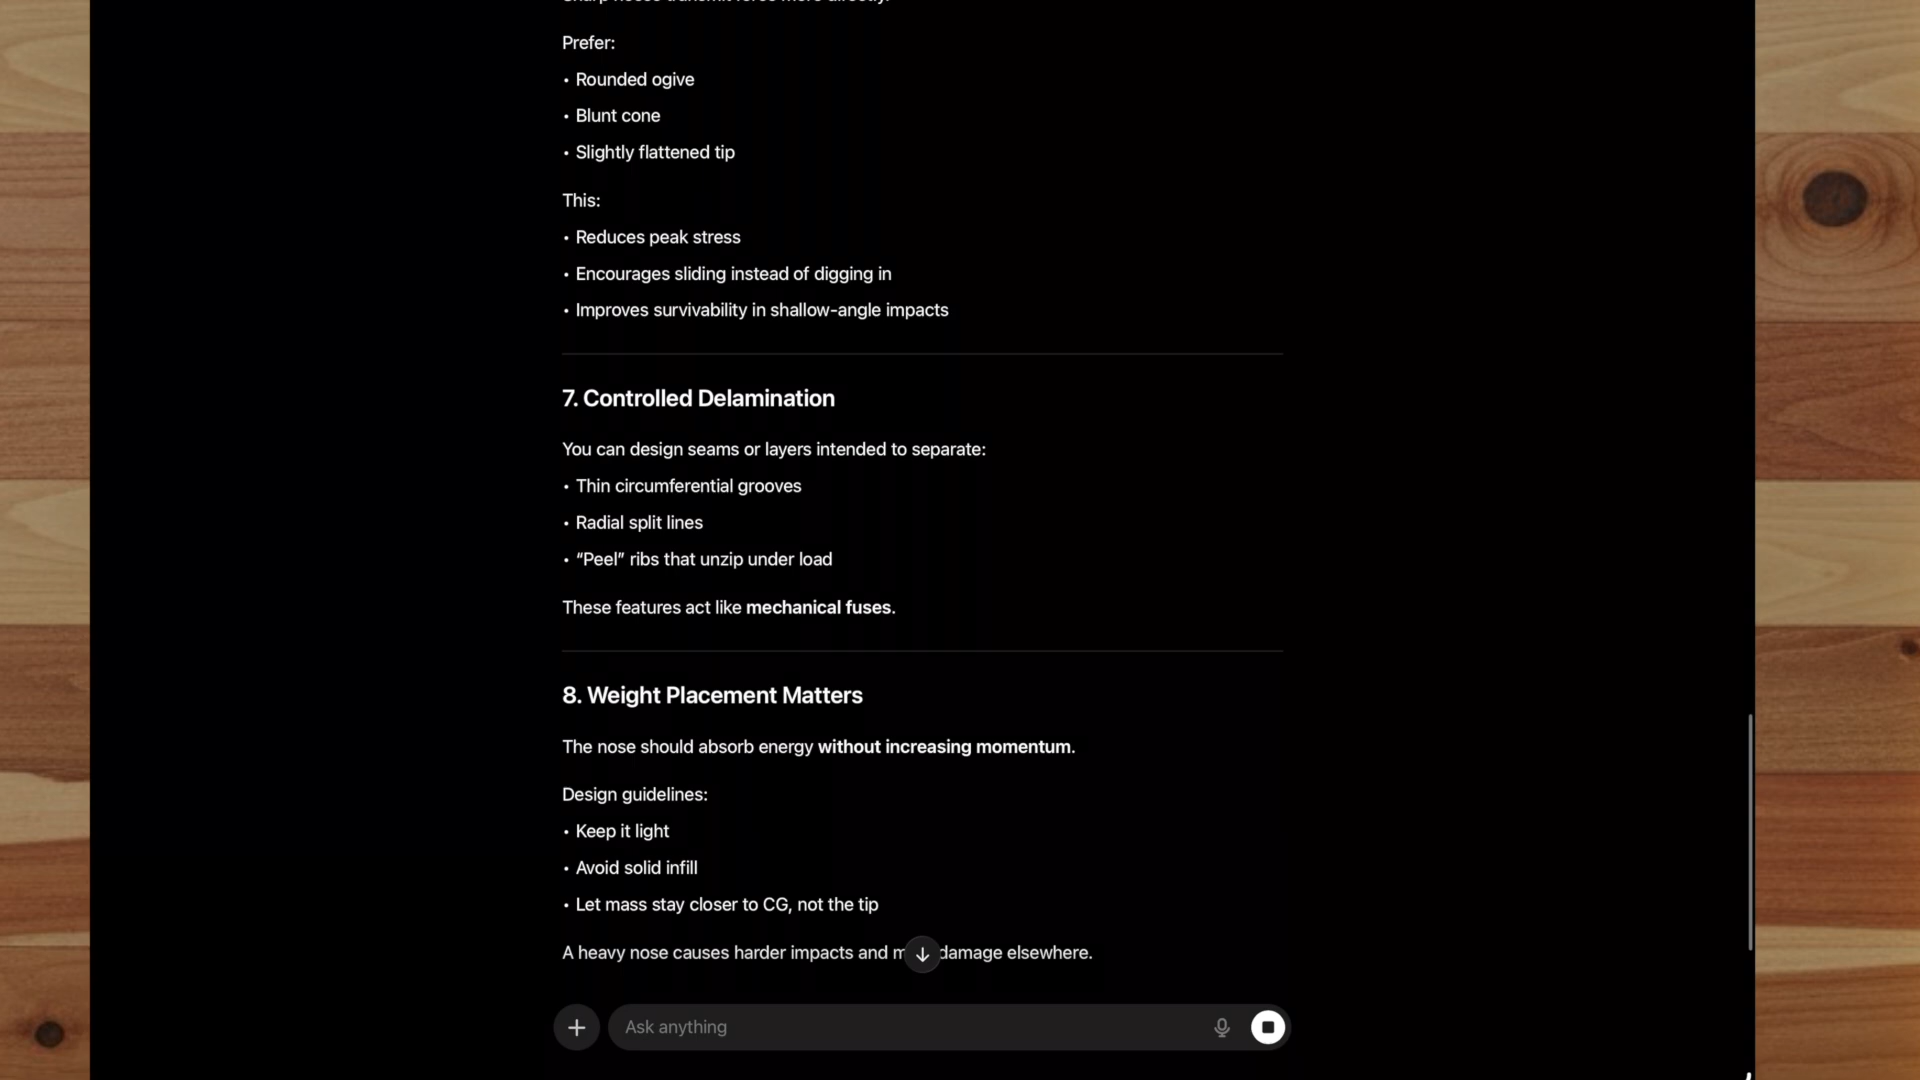 Prefer:
• Rounded ogive
• Blunt cone
• Slightly flattened tip
This:
• Reduces peak stress
• Encourages sliding instead of digging in
• Improves survivability in shallow-angle impacts
7. Controlled Delamination
You can design seams or layers intended to separate:
• Thin circumferential grooves
• Radial split lines
• “Peel” ribs that unzip under load
These features act like mechanical fuses.
8. Weight Placement Matters
The nose should absorb energy without increasing momentum.
Design guidelines:
• Keep it light
• Avoid solid infill
• Let mass stay closer to CG, not the tip
A heavy nose causes harder impacts and damage elsewhere.
Ask anything